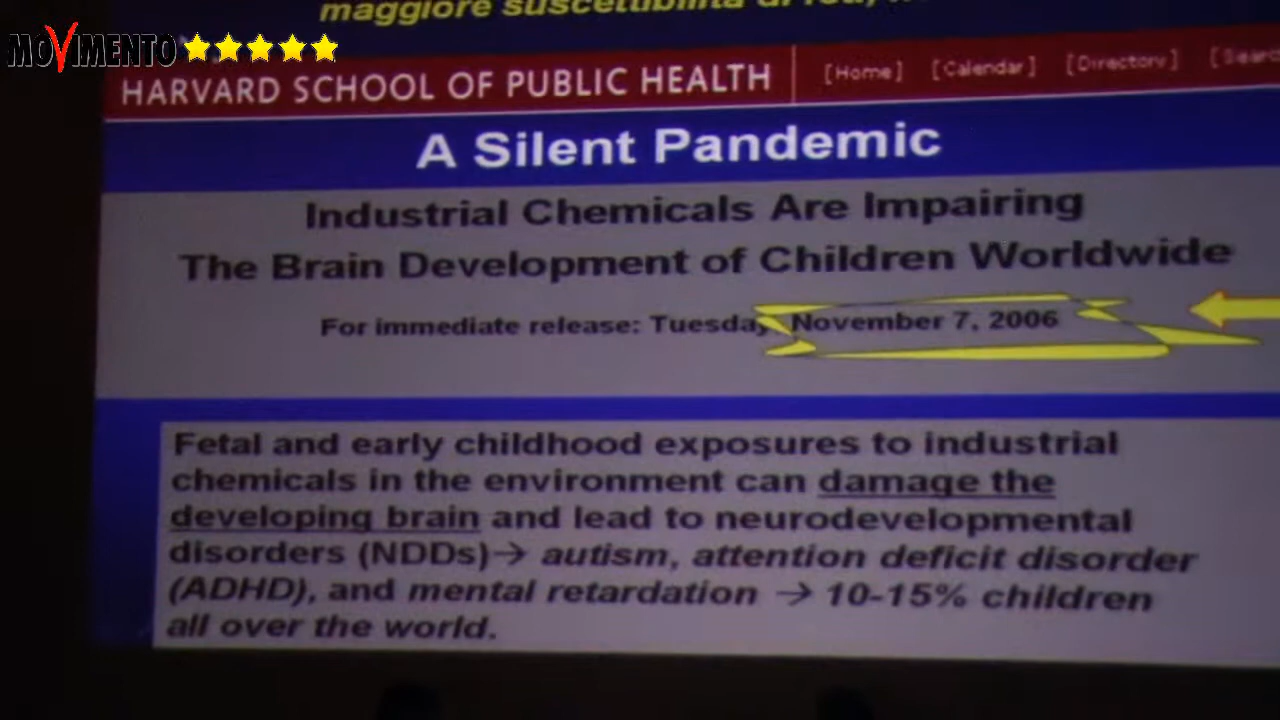 maggiore suscettibilità di
MOVIMENTO
HARVARD SCHOOL OF PUBLIC HEALTH [Home] [Calendar] [Directory]
A Silent Pandemic
Industrial Chemicals Are Impairing
The Brain Development of Children Worldwide
For immediate release: Tuesday, November 7, 2006
Fetal and early childhood exposures to industrial
chemicals in the environment can damage the
developing brain and lead to neurodevelopmental
disorders (NDDs)→ autism, attention deficit disorder
(ADHD), and mental retardation → 10-15% children
all over the world.